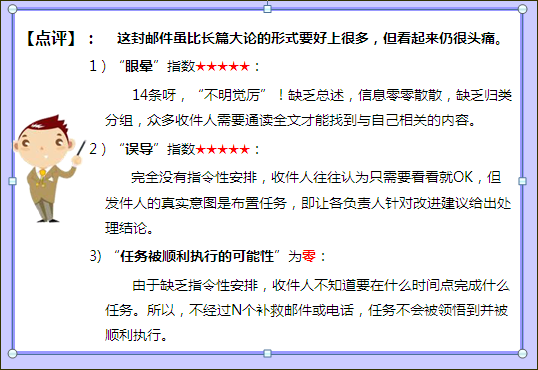 【点评】： 这封邮件虽比长篇大论的形式要好上很多，但看起来仍很头痛。
1）“眼晕”指数★★★★★：
14条呀，“不明觉厉”！缺乏总述，信息零零散散，缺乏归类
分组，众多收件人需要通读全文才能找到与自己相关的内容。
2）“误导”指数★★★★★：
完全没有指令性安排，收件人往往认为只需要看看就OK，但
发件人的真实意图是布置任务，即让各负责人针对改进建议给出处
理结论。
3)“任务被顺利执行的可能性”为零：
由于缺乏指令性安排，收件人不知道要在什么时间点完成什么
任务。所以，不经过N个补救邮件或电话，任务不会被领悟到并被
顺利执行。